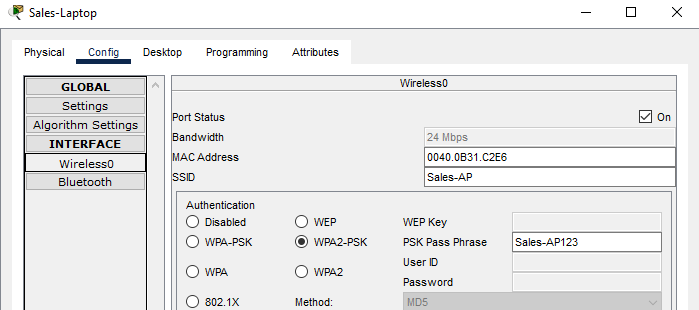 Sales-Laptop
Physical Config Desktop Programming Attributes
GLOBAL
Settings
Algorithm Settings
INTERFACE
Wireless0
Bluetooth
Wireless0
Port Status On
Bandwidth 24 Mbps
MAC Address 0040.0B31.C2E6
SSID Sales-AP
Authentication
Disabled WEP WEP Key
WPA-PSK WPA2-PSK PSK Pass Phrase Sales-AP123
User ID
WPA WPA2 Password
802.1X Method: MD5